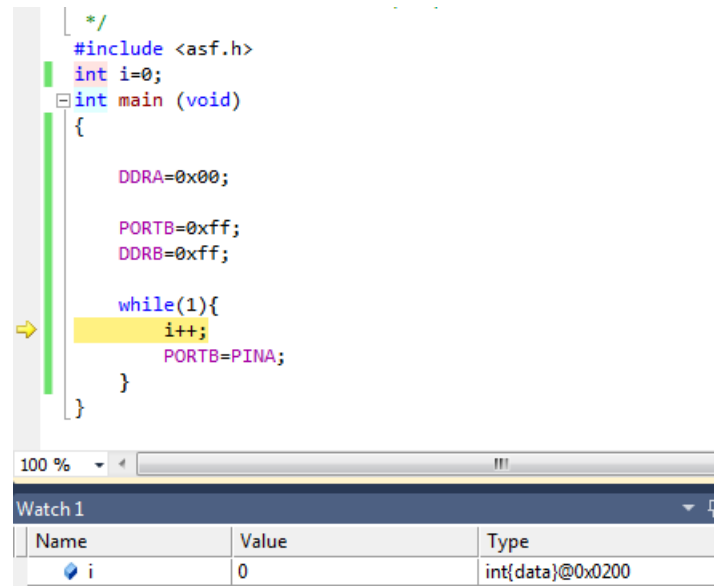 */
#include <asf.h>
int i=0;
int main (void)
{
DDRA=0x00;
PORTB=0xff;
DDRB=0xff;
while(1){
i++;
PORTB=PINA;
}
}
100 %
Watch 1
Name Value Type
i 0 int{data}@0x0200